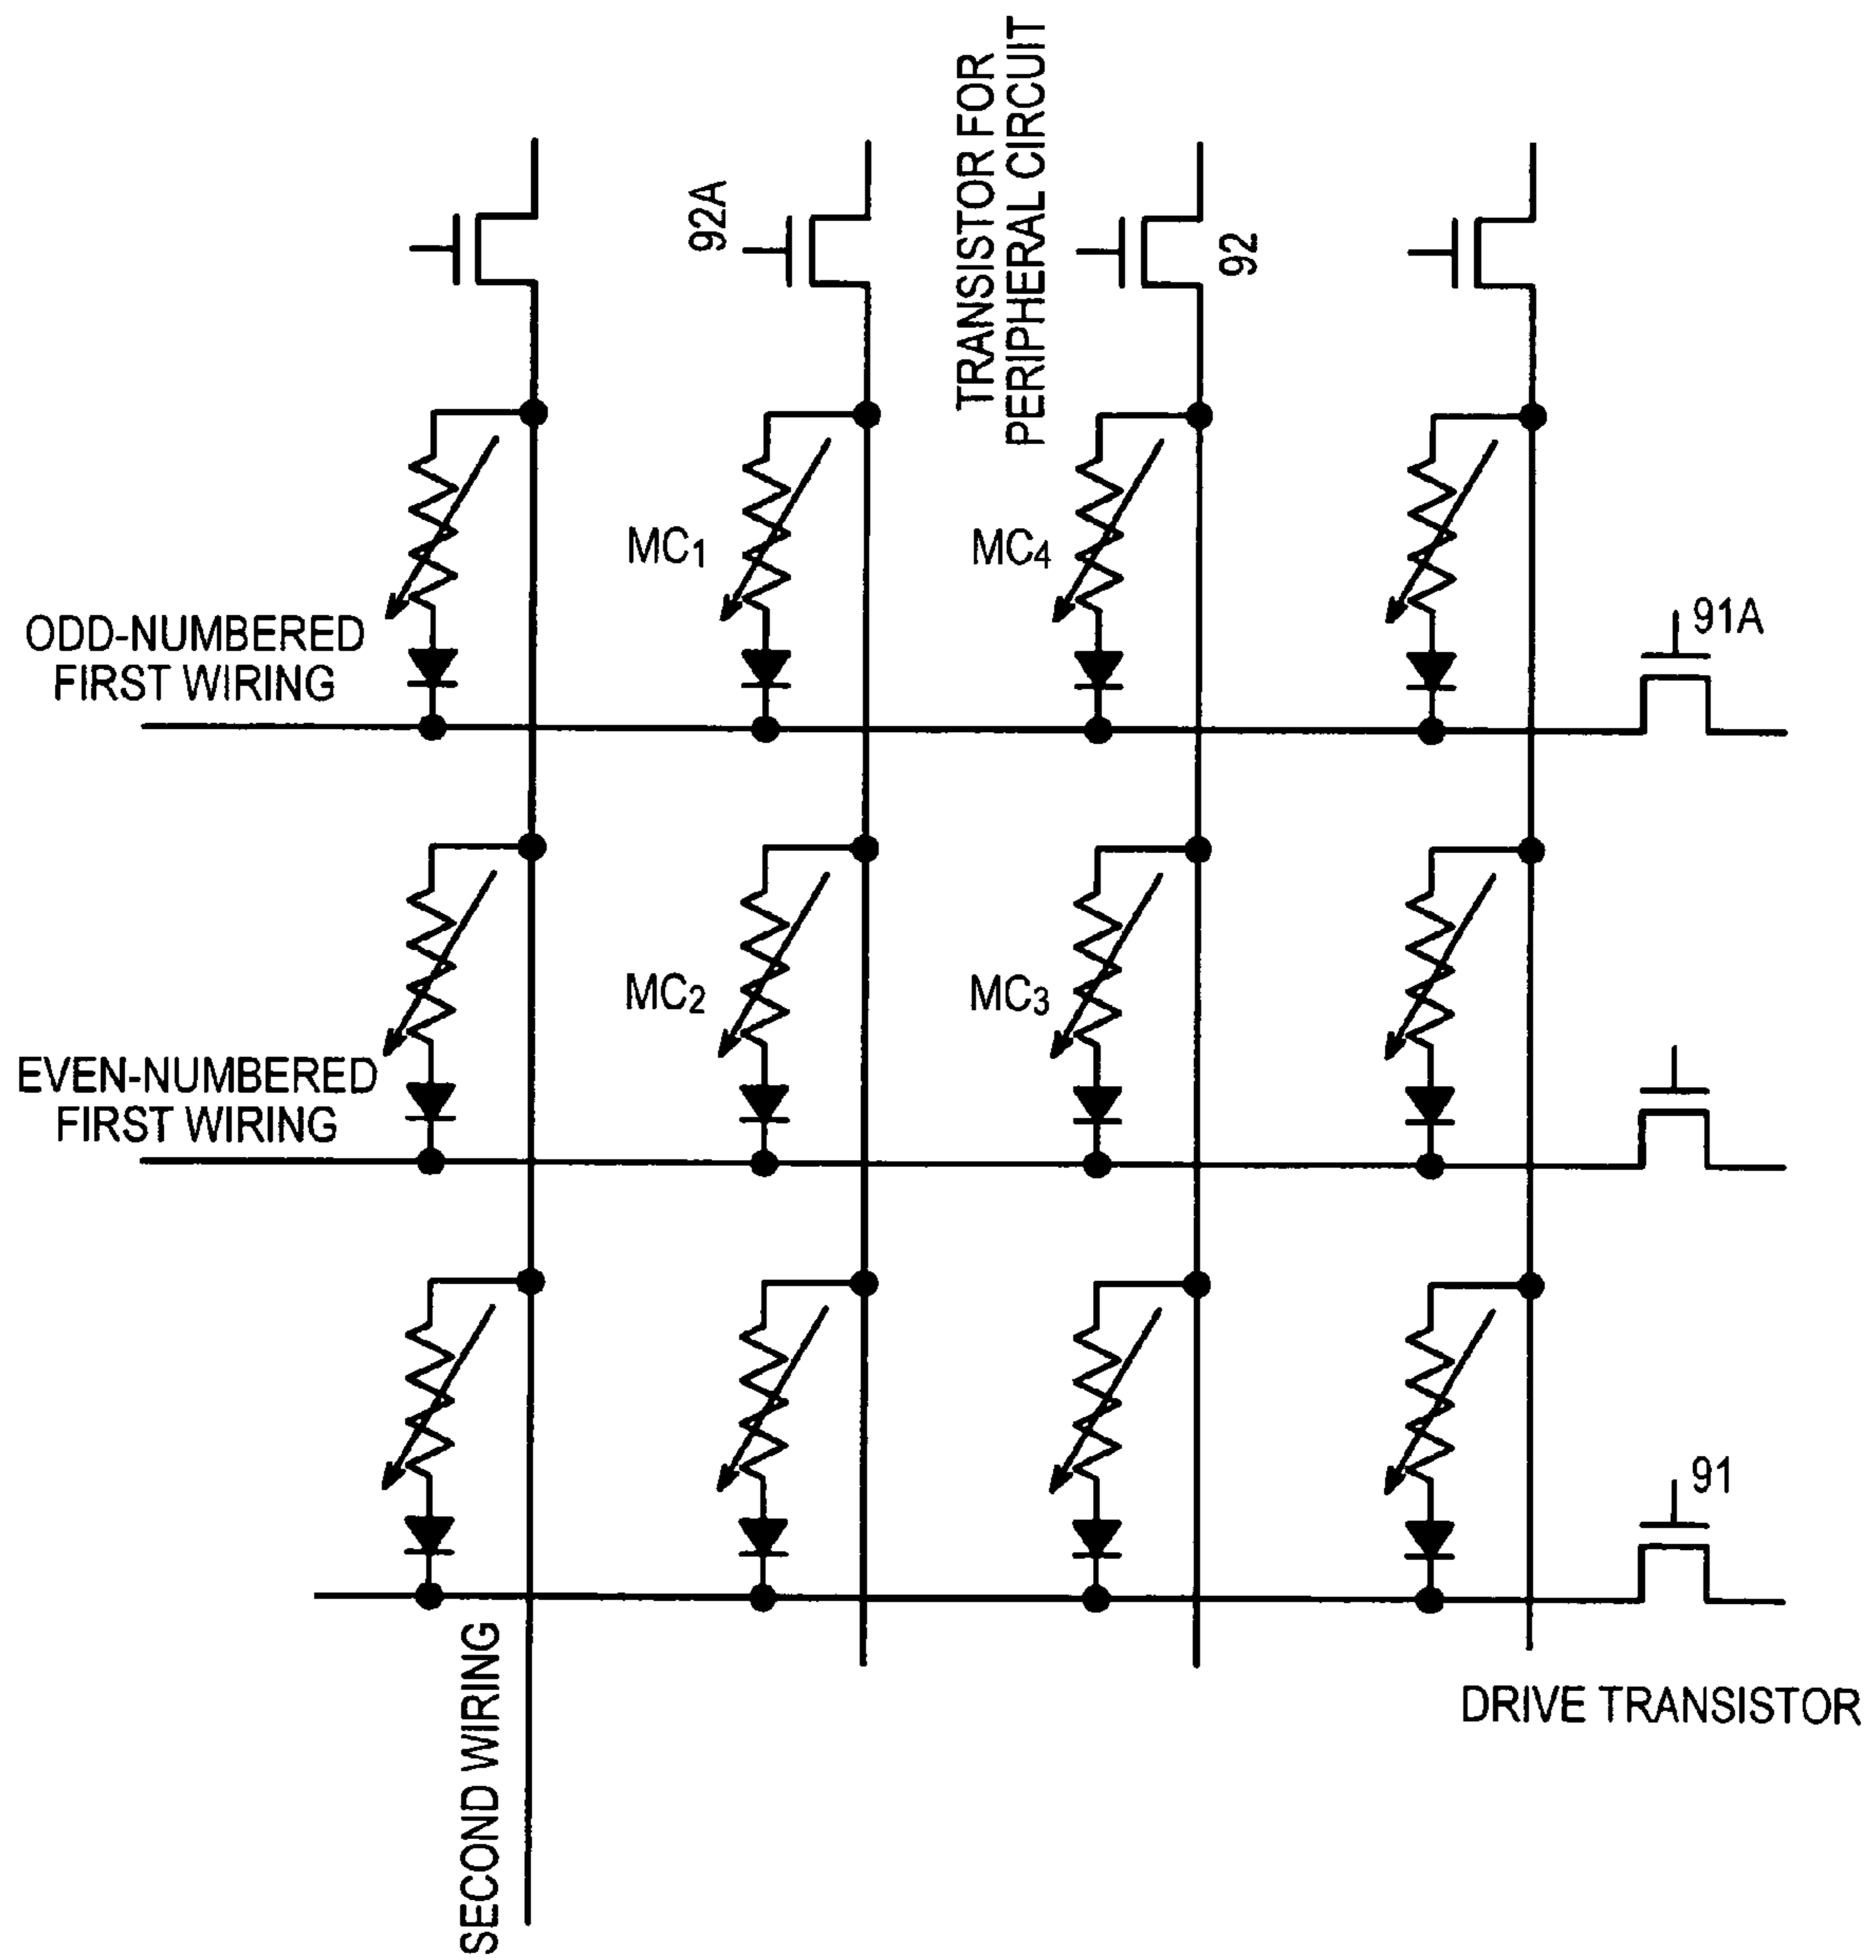 TRANSISTOR FOR
PERIPHERAL CIRCUIT
92A
92
MC1
MC4
ODD-NUMBERED
FIRST WIRING
91A
MC2
MC3
EVEN-NUMBERED
FIRST WIRING
91
SECOND WIRING
DRIVE TRANSISTOR